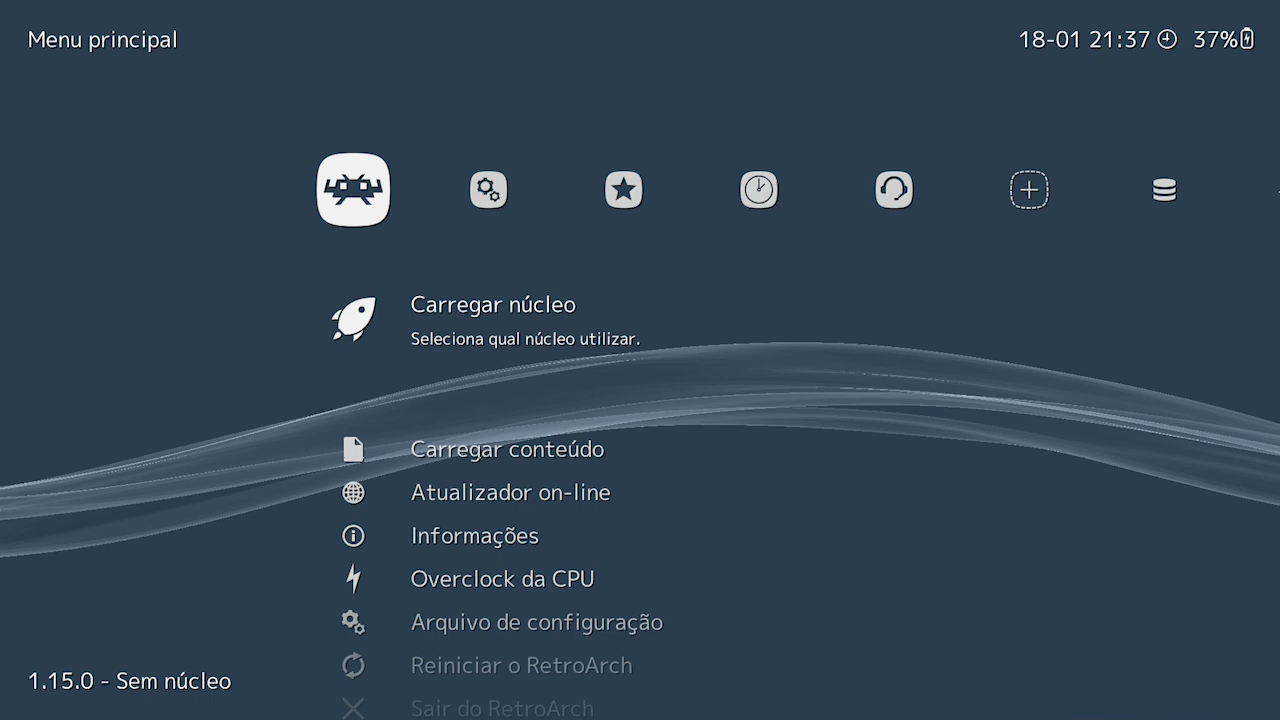 Menu principal
18-01 21:37 37%
Carregar núcleo
Seleciona qual núcleo utilizar.
Carregar conteúdo
Atualizador on-line
Informações
Overclock da CPU
Arquivo de configuração
Reiniciar o RetroArch
Sair do RetroArch
1.15.0 - Sem núcleo